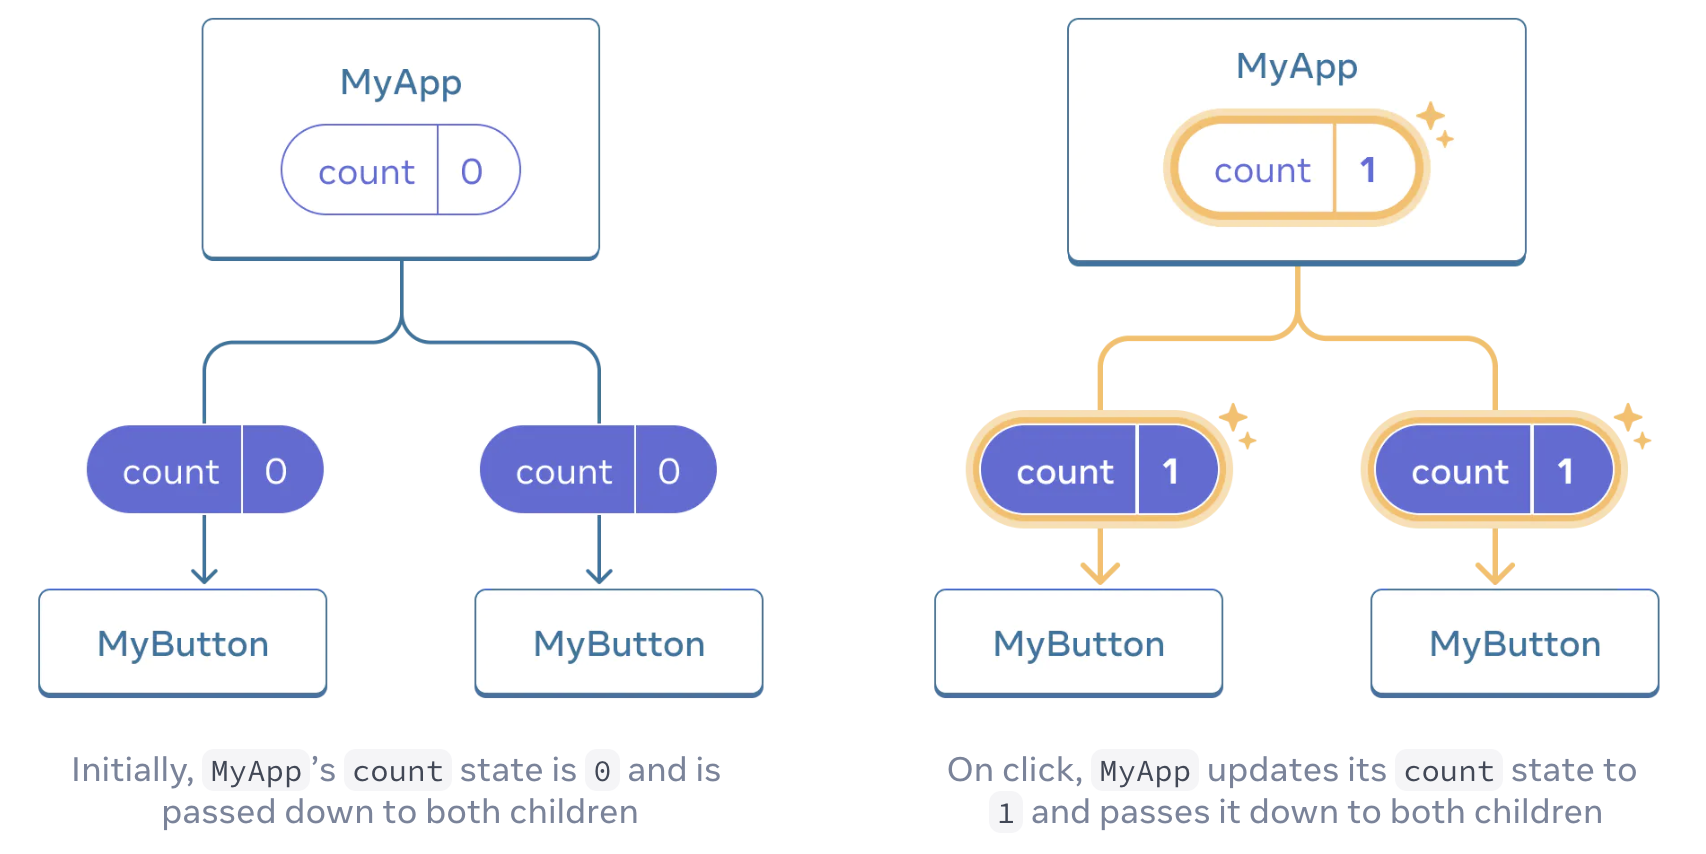 MyApp
count 0
count 0
count 0
MyButton
MyButton
Initially, MyApp’s count state is 0 and is
passed down to both children
MyApp
count 1
count 1
count 1
MyButton
MyButton
On click, MyApp updates its count state to
1 and passes it down to both children